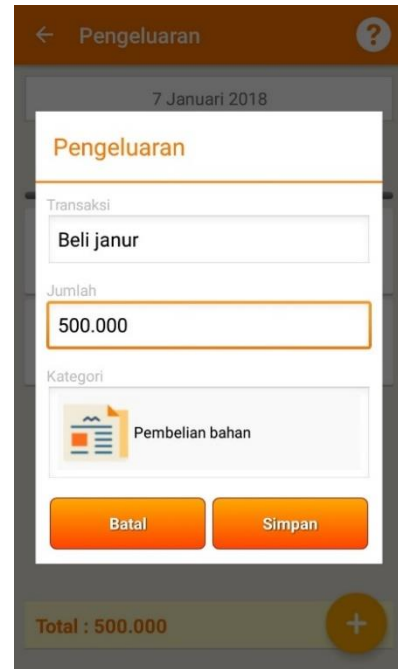 Pengeluaran
?
7 Januari 2018
Pengeluaran
Transaksi
Beli janur
Jumlah
500.000
Kategori
Pembelian bahan
Batal
Simpan
Total : 500.000
+